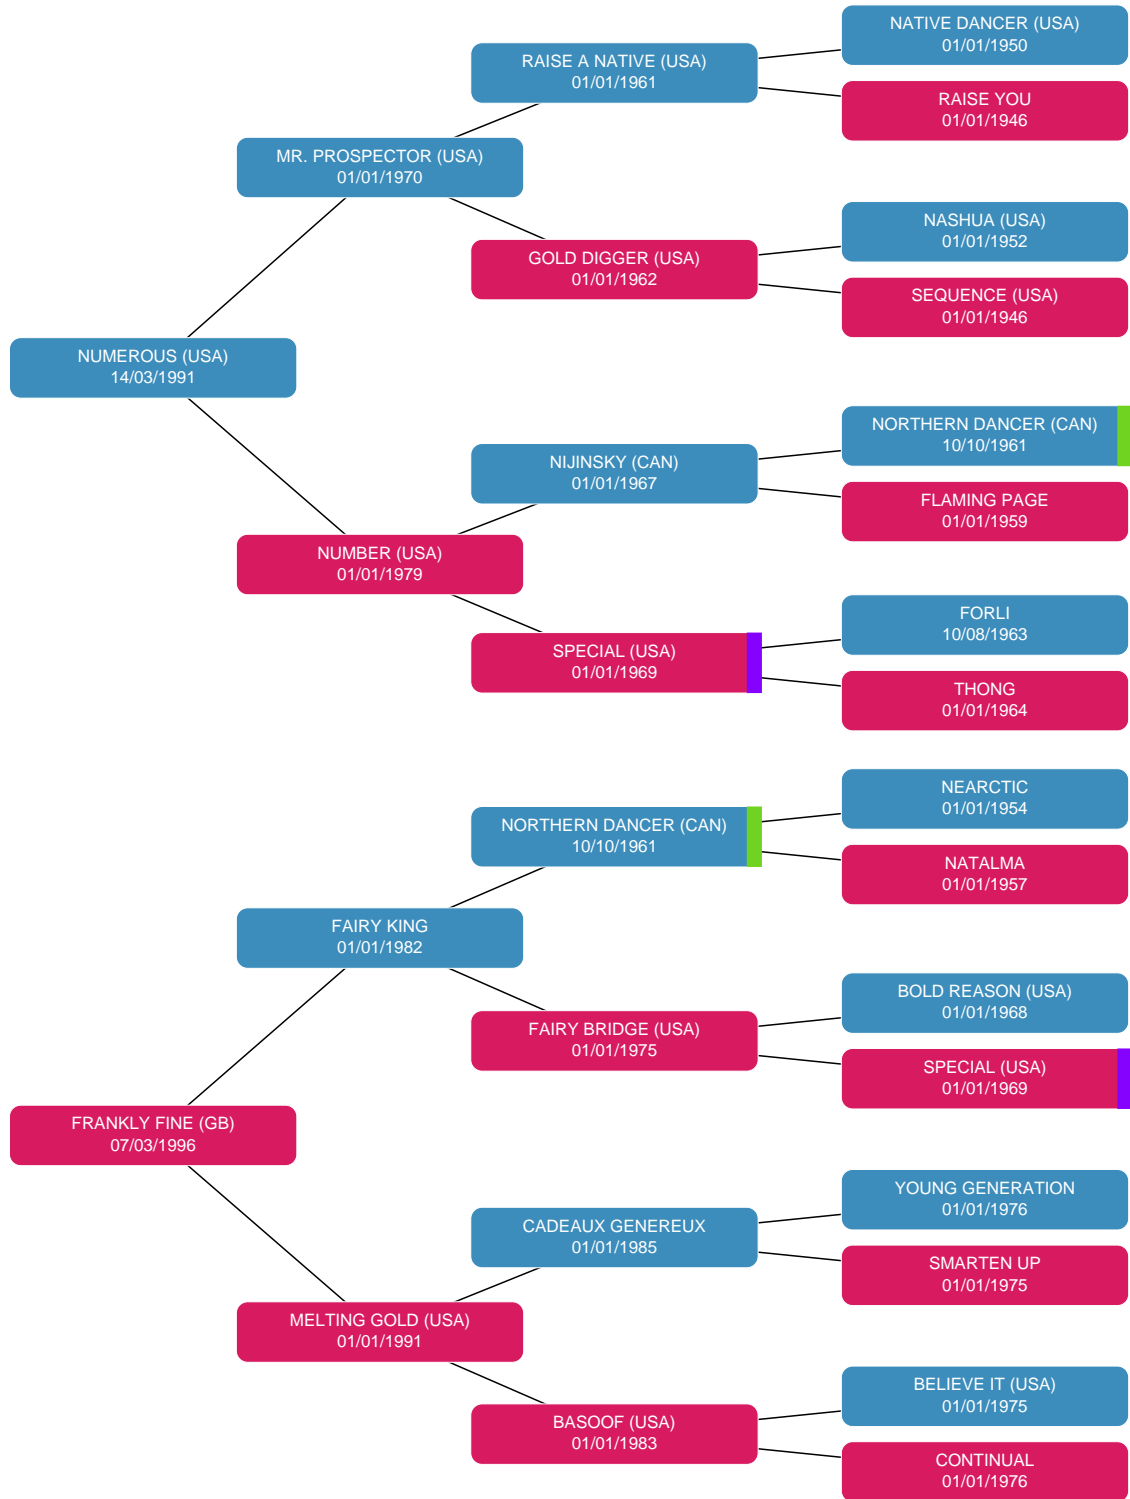 NATIVE DANCER (USA)
01/01/1950
RAISE A NATIVE (USA)
01/01/1961
RAISE YOU
01/01/1946
MR. PROSPECTOR (USA)
01/01/1970
NASHUA (USA)
01/01/1952
GOLD DIGGER (USA)
01/01/1962
SEQUENCE (USA)
01/01/1946
NUMEROUS (USA)
14/03/1991
NORTHERN DANCER (CAN)
10/10/1961
NIJINSKY (CAN)
01/01/1967
FLAMING PAGE
01/01/1959
NUMBER (USA)
01/01/1979
FORLI
10/08/1963
SPECIAL (USA)
01/01/1969
THONG
01/01/1964
NEARCTIC
01/01/1954
NORTHERN DANCER (CAN)
10/10/1961
NATALMA
01/01/1957
FAIRY KING
01/01/1982
BOLD REASON (USA)
01/01/1968
FAIRY BRIDGE (USA)
01/01/1975
SPECIAL (USA)
01/01/1969
FRANKLY FINE (GB)
07/03/1996
YOUNG GENERATION
01/01/1976
CADEAUX GENEREUX
01/01/1985
SMARTEN UP
01/01/1975
MELTING GOLD (USA)
01/01/1991
BELIEVE IT (USA)
01/01/1975
BASOOF (USA)
01/01/1983
CONTINUAL
01/01/1976